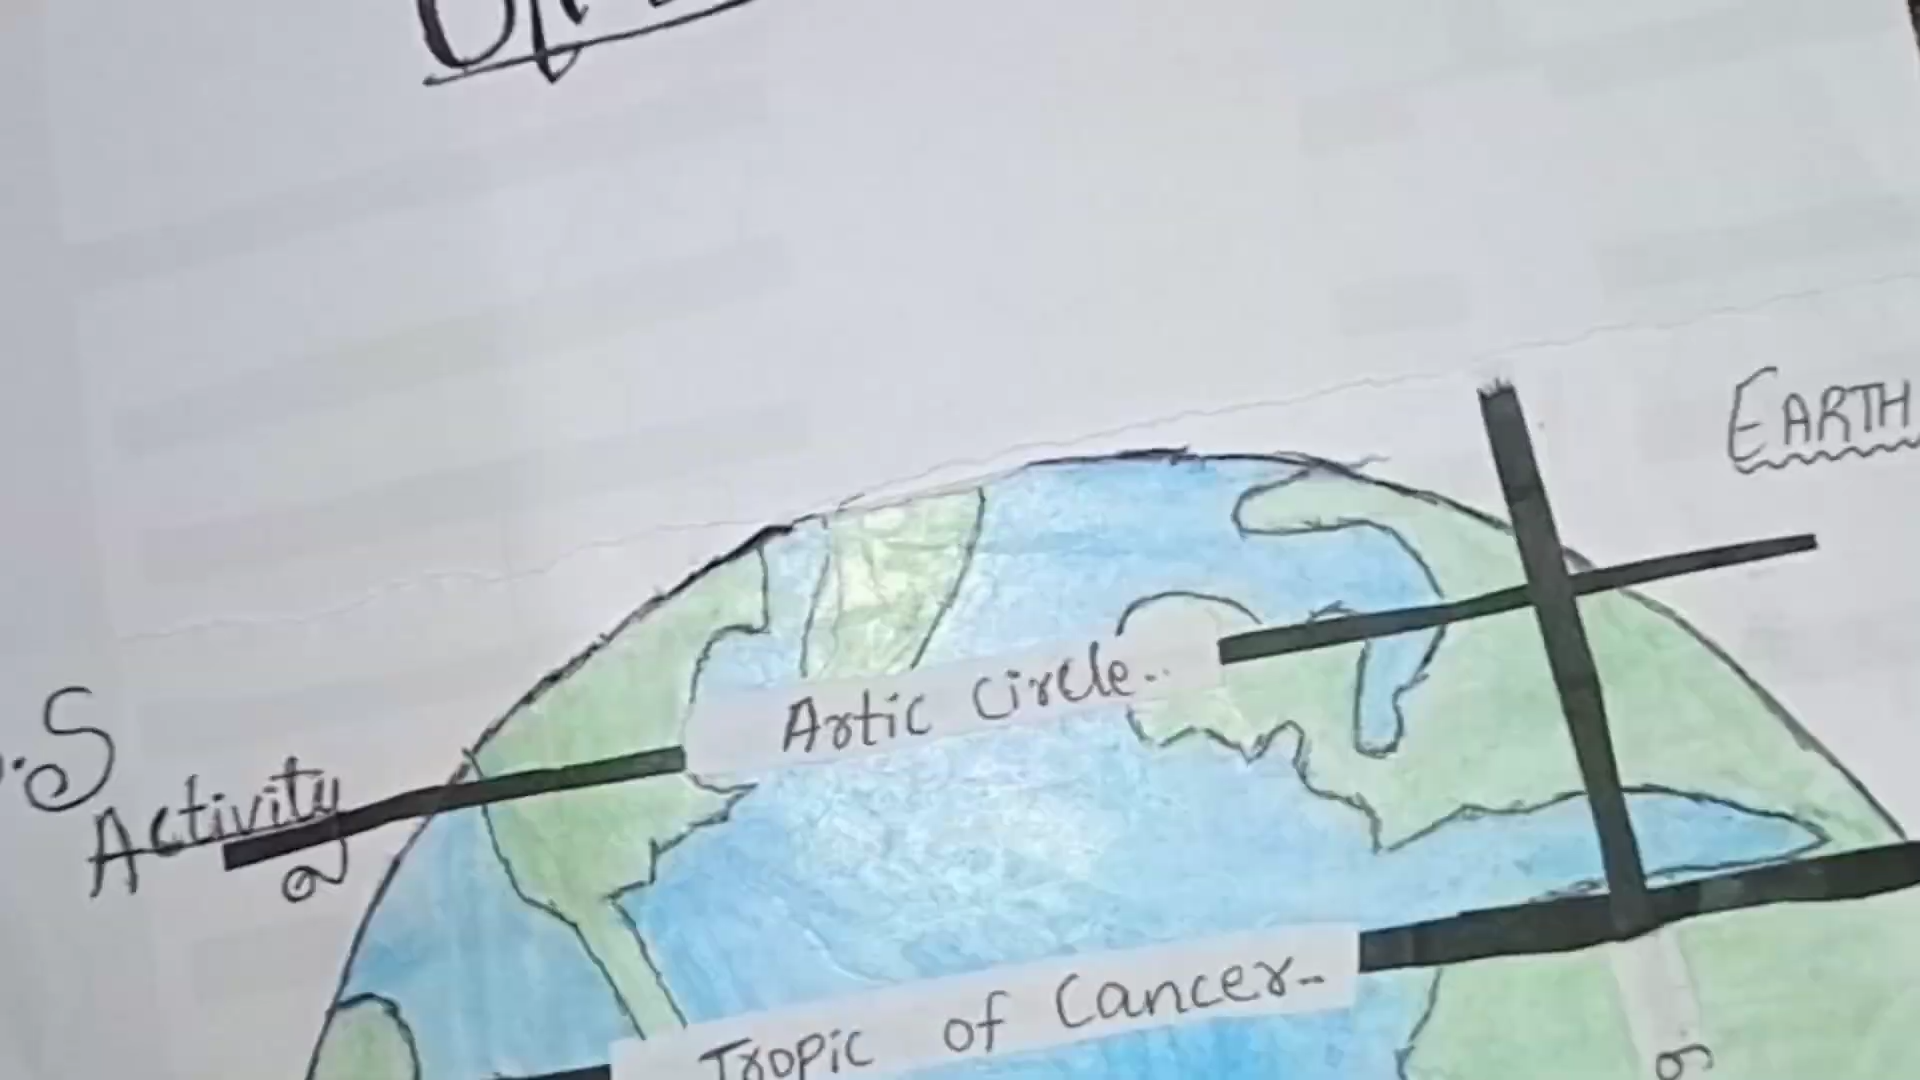 EARTH
.S
Activity
Artic Circle..
Tropic of Cancer..